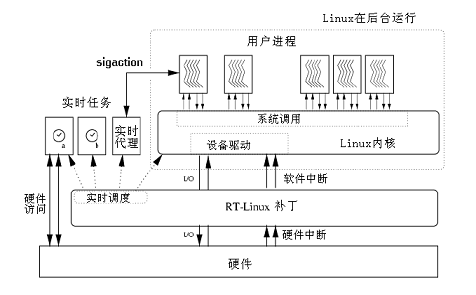 Linux在后台运行
用户进程
sigaction
实时任务
系统调用
a
b
实时
代理
设备驱动
Linux内核
I/O
软件中断
硬件
访问
实时调度
RT-Linux 补丁
I/O
硬件中断
硬件